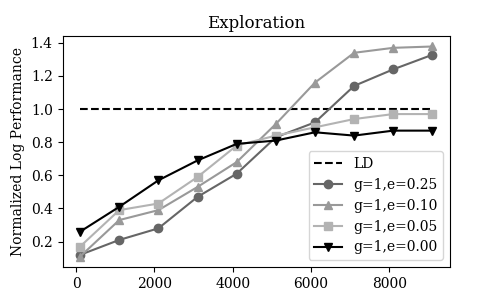 Exploration
Normalized Log Performance
1.4
1.2
1.0
0.8
0.6
0.4
0.2
0 2000 4000 6000 8000
LD
g=1,e=0.25
g=1,e=0.10
g=1,e=0.05
g=1,e=0.00